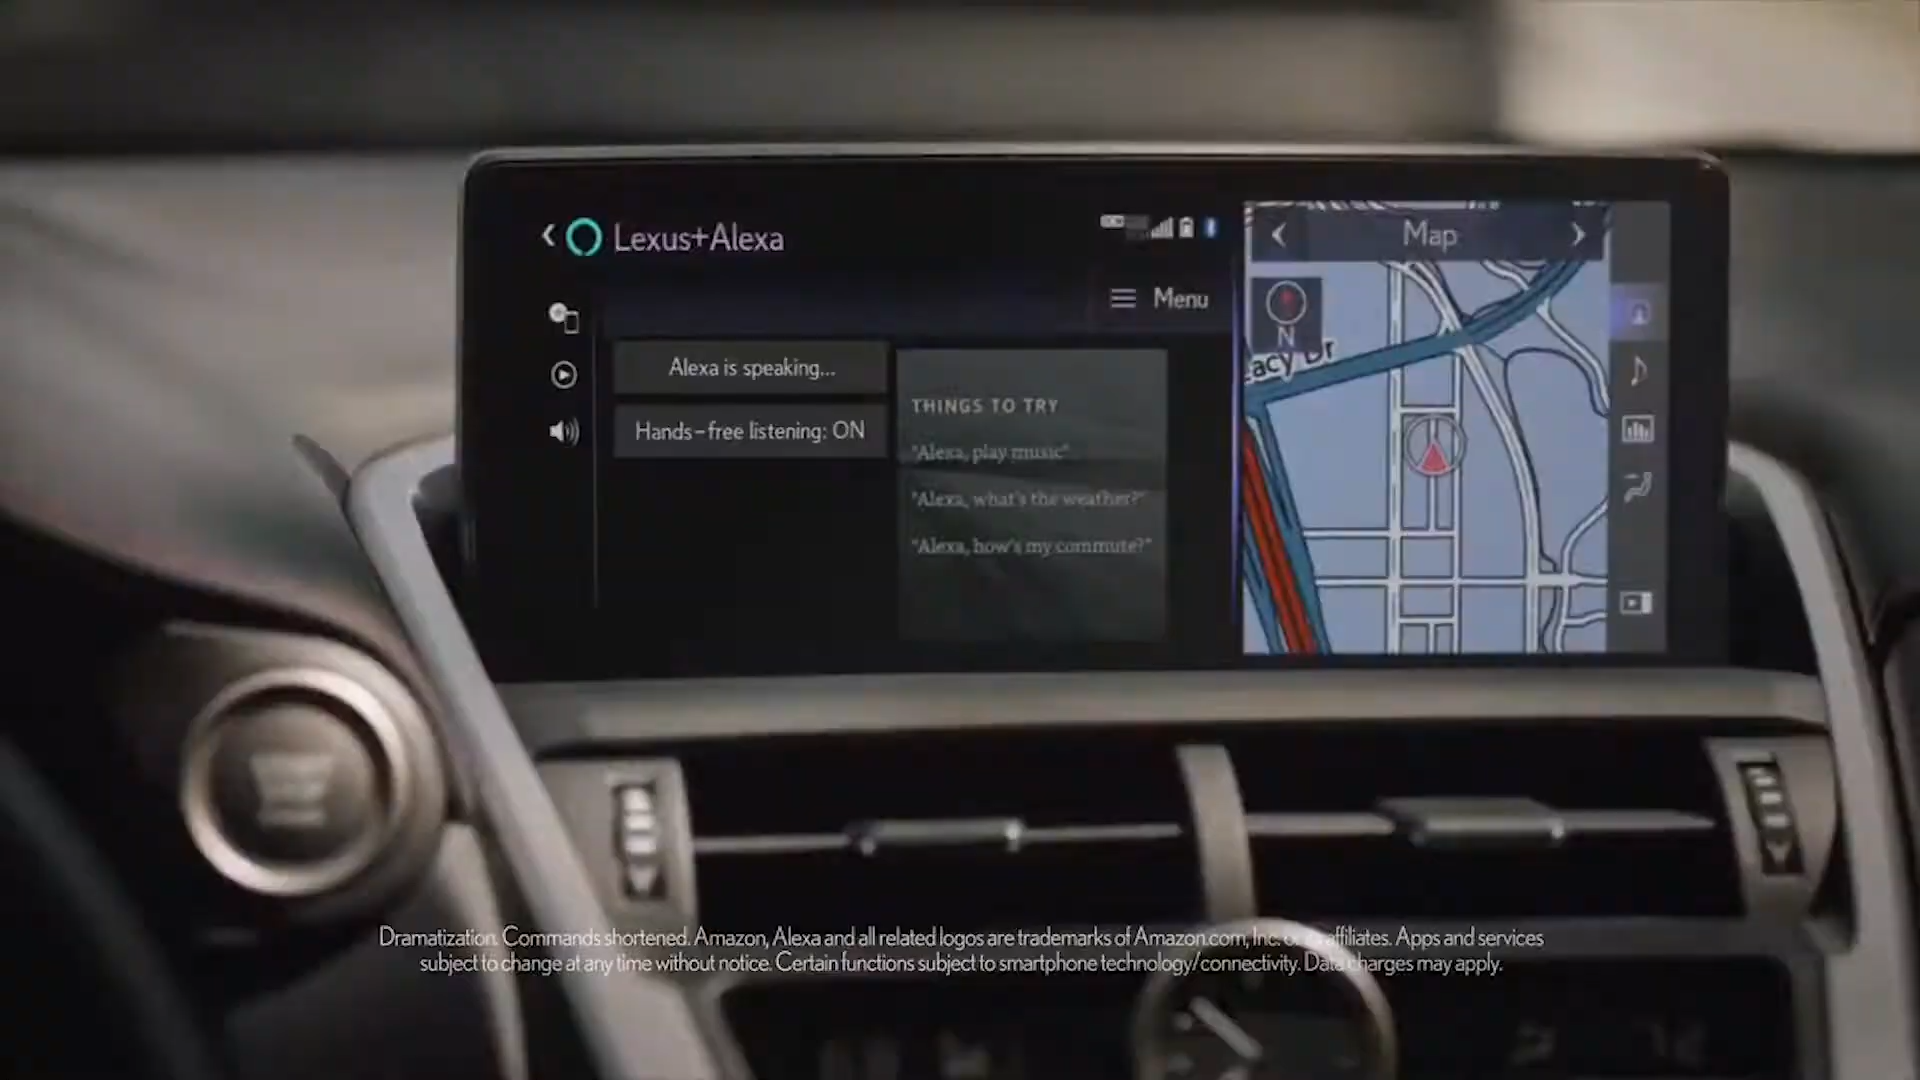 Lexus+Alexa
Menu
Alexa is speaking...
Hands-free listening: ON
THINGS TO TRY
"Alexa, play music"
"Alexa, what's the weather?"
"Alexa, how's my commute?"
Map
N
acy Dr
Dramatization. Commands shortened. Amazon, Alexa and all related logos are trademarks of Amazon.com, Inc. or affiliates. Apps and services
subject to change at any time without notice. Certain functions subject to smartphone technology/connectivity. Data charges may apply.